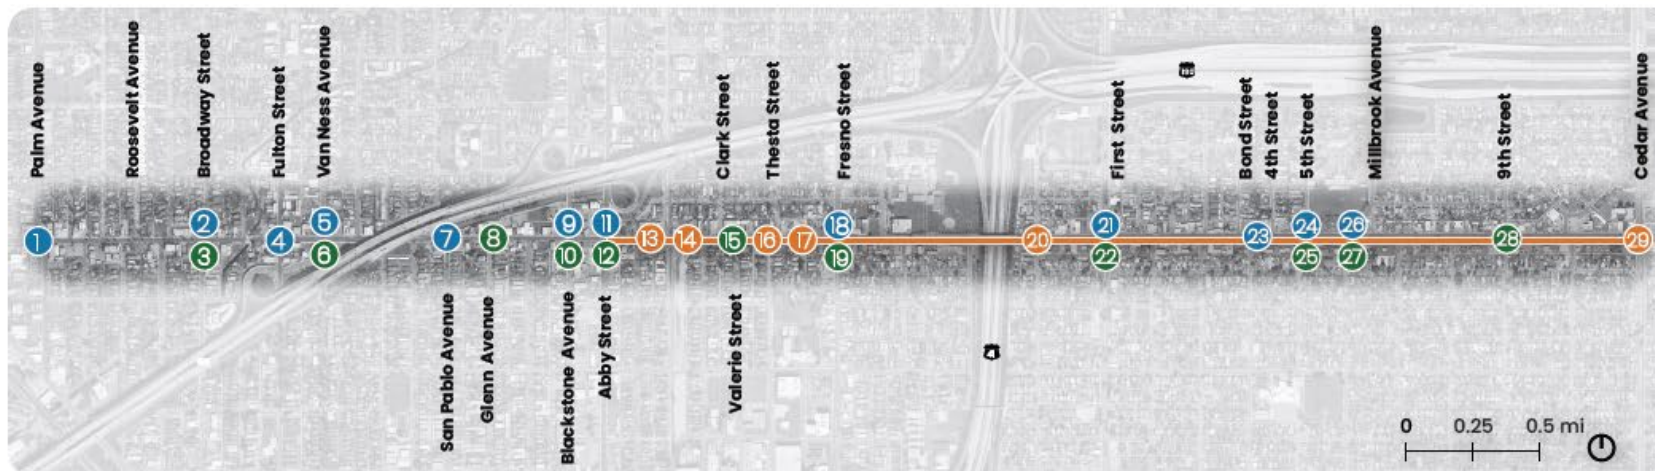 Palm Avenue
Roosevelt Avenue
Broadway Street
Fulton Street
Van Ness Avenue
Clark Street
Thesta Street
Fresno Street
First Street
Bond Street
4th Street
5th Street
Millbrook Avenue
9th Street
Cedar Avenue
1
2
3
4
5
6
7
8
9
10
11
12
13
14
15
16
17
18
19
20
21
22
23
24
25
26
27
28
29
San Pablo Avenue
Glenn Avenue
Blackstone Avenue
Abby Street
Valerie Street
41
0 0.25 0.5 mi